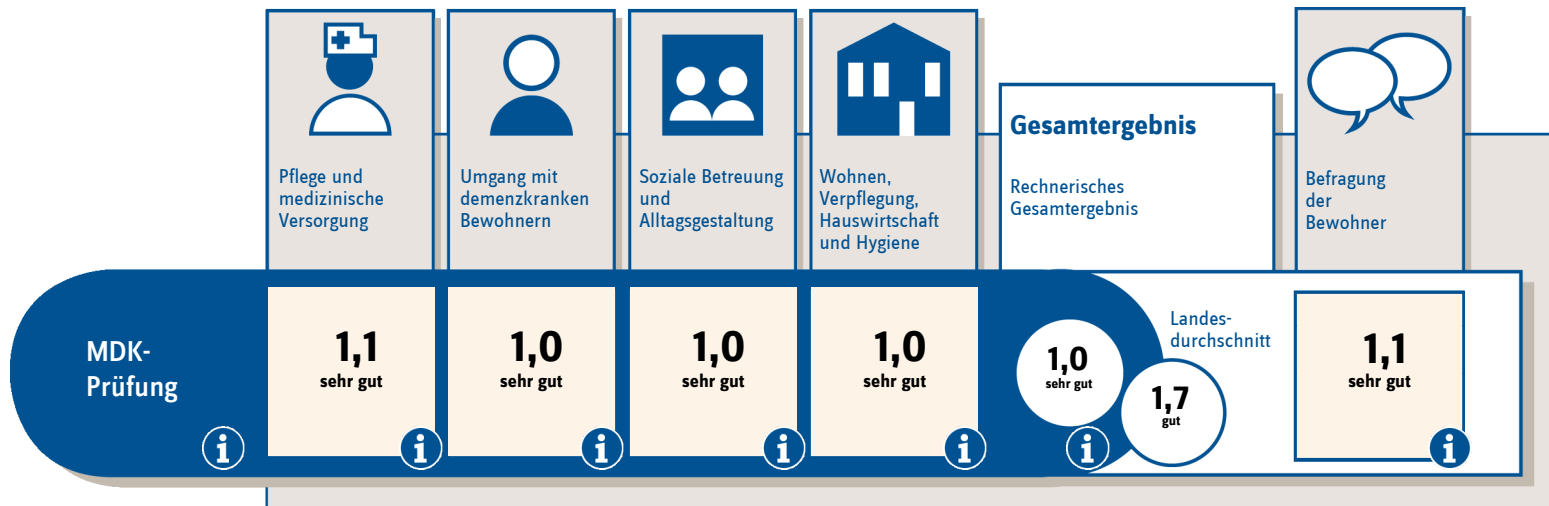 Pflege und
medizinische
Versorgung
Umgang mit
demenzkranken
Bewohnern
Soziale Betreuung
und
Alltagsgestaltung
Wohnen,
Verpflegung,
Hauswirtschaft
und Hygiene
Gesamtergebnis
Rechnerisches
Gesamtergebnis
Befragung
der
Bewohner
MDK-
Prüfung
i
1,1
sehr gut
i
1,0
sehr gut
i
1,0
sehr gut
i
1,0
sehr gut
i
1,0
sehr gut
i
Landes-
durchschnitt
1,7
gut
1,1
sehr gut
i